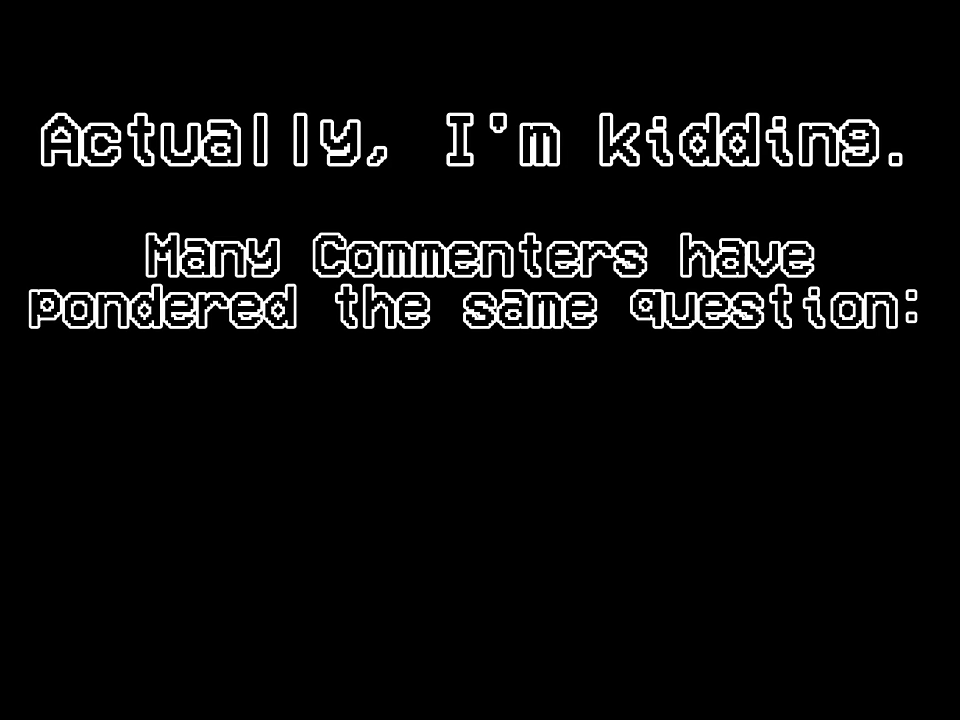 Actually, I'm kidding.
Many Commenters have
pondered the same question: